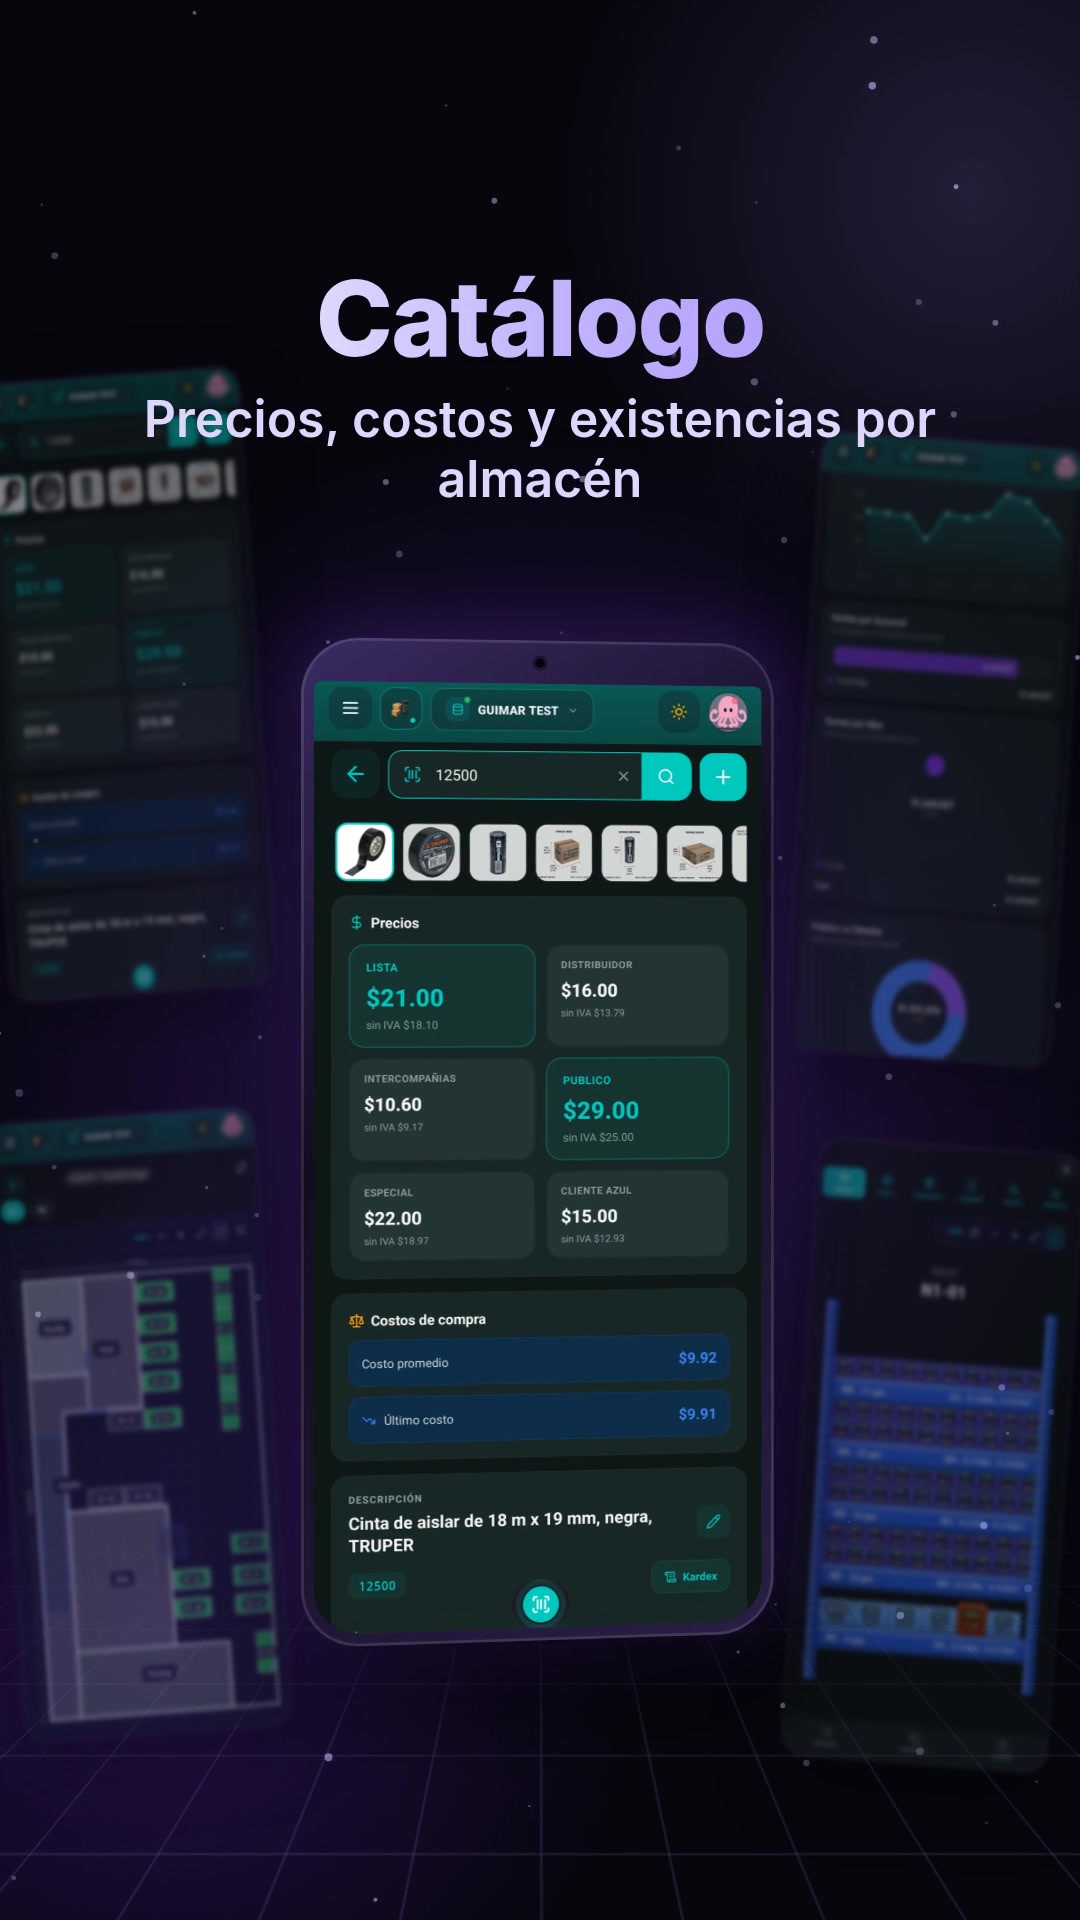 Catálogo
Precios, costos y existencias por
almacén
GUIMAR TEST
12500
Precios
LISTA
$21.00
sin IVA $18.10
DISTRIBUIDOR
$16.00
sin IVA $13.79
INTERCOMPAÑIAS
$10.60
sin IVA $9.17
PUBLICO
$29.00
sin IVA $25.00
ESPECIAL
$22.00
sin IVA $18.97
CLIENTE AZUL
$15.00
sin IVA $12.93
Costos de compra
Costo promedio
$9.92
Último costo
$9.91
DESCRIPCIÓN
Cinta de aislar de 18 m x 19 mm, negra,
TRUPER
12500
Kardex
N1-01